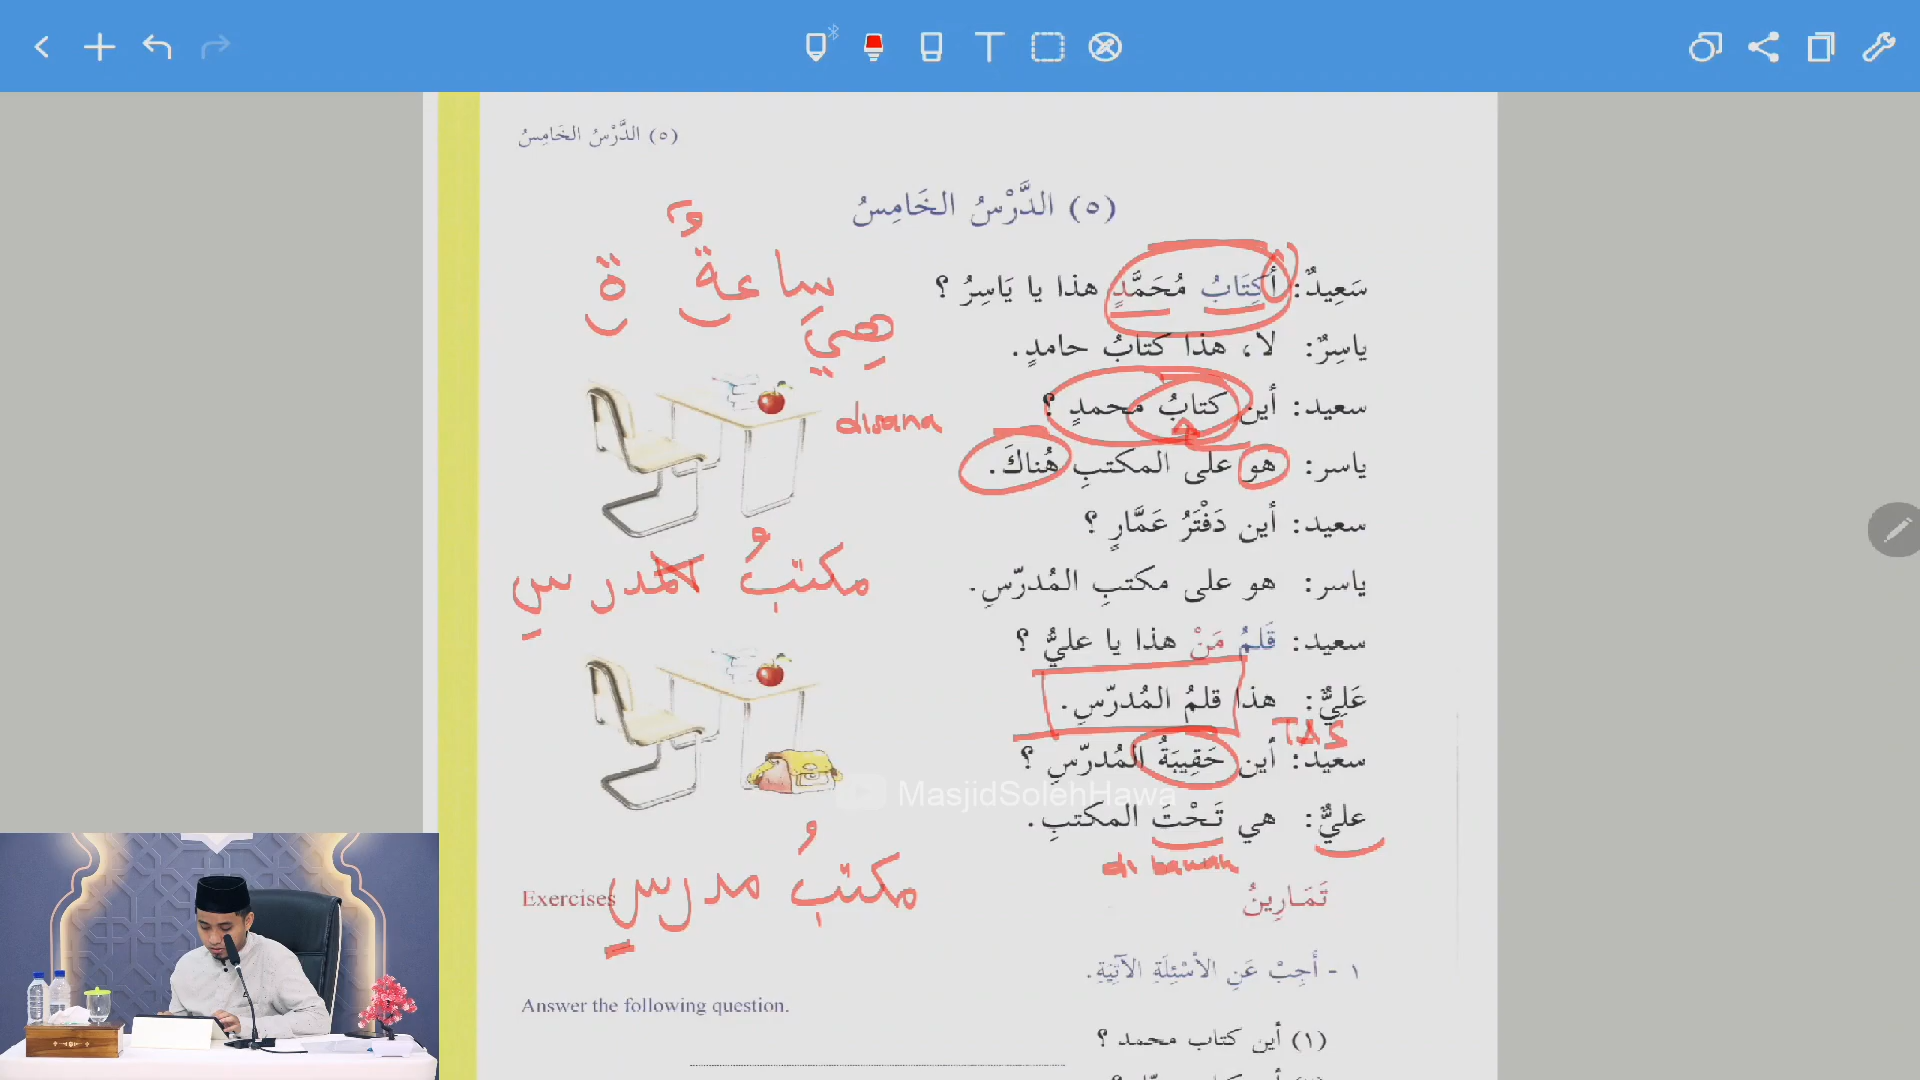 (٥) الدَّرْسُ الخَامِسُ
(٥) الدَّرْسُ الخَامِسُ
سَعِيدٌ: أَكِتَابُ مُحَمَّدٍ هذا يا يَاسِرُ ؟
ياسِرٌ: لا، هذا كتابُ حامدٍ.
سعيد: أين كتابُ محمدٍ ؟
ياسر: هو على المكتبِ هُناكَ.
سعيد: أين دَفْتَرُ عَمَّارٍ ؟
ياسر: هو على مكتبِ المُدرّسِ.
سعيد: قَلمُ مَنْ هذا يا عليُّ ؟
عَلِيٌّ: هذا قلمُ المُدرّسِ.
سعيد: أين حَقِيبَةُ المُدرّسِ ؟
عليٌّ: هي تَحْتَ المكتبِ.
ساعةٌ
ة
هِيَ
disana
مكتبُ المدرسِ
TAS
di bawah
مكتبُ مدرسٍ
MasjidSolehHawa
Exercises
تَمَارِينُ
١ - أَجِبْ عَنِ الأَسْئِلَةِ الآتِيَةِ.
Answer the following question.
(١) أين كتاب محمد ؟